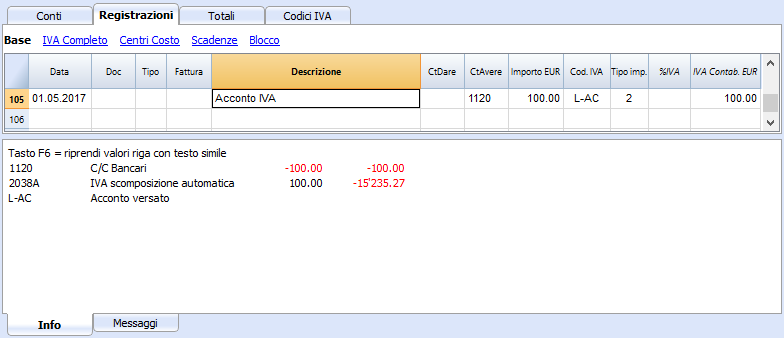 Conti Registrazioni Totali Codici IVA
Base IVA Completo Centri Costo Scadenze Blocco
Data Doc Tipo Fattura Descrizione CtDare CtAvere Importo EUR Cod. IVA Tipo imp. %IVA IVA Contab. EUR
105 01.05.2017 Acconto IVA 1120 100.00 L-AC 2 100.00
106
Tasto F6 = riprendi valori riga con testo simile
1120 C/C Bancari -100.00 -100.00
2038A IVA scomposizione automatica 100.00 -15'235.27
L-AC Acconto versato
Info Messaggi